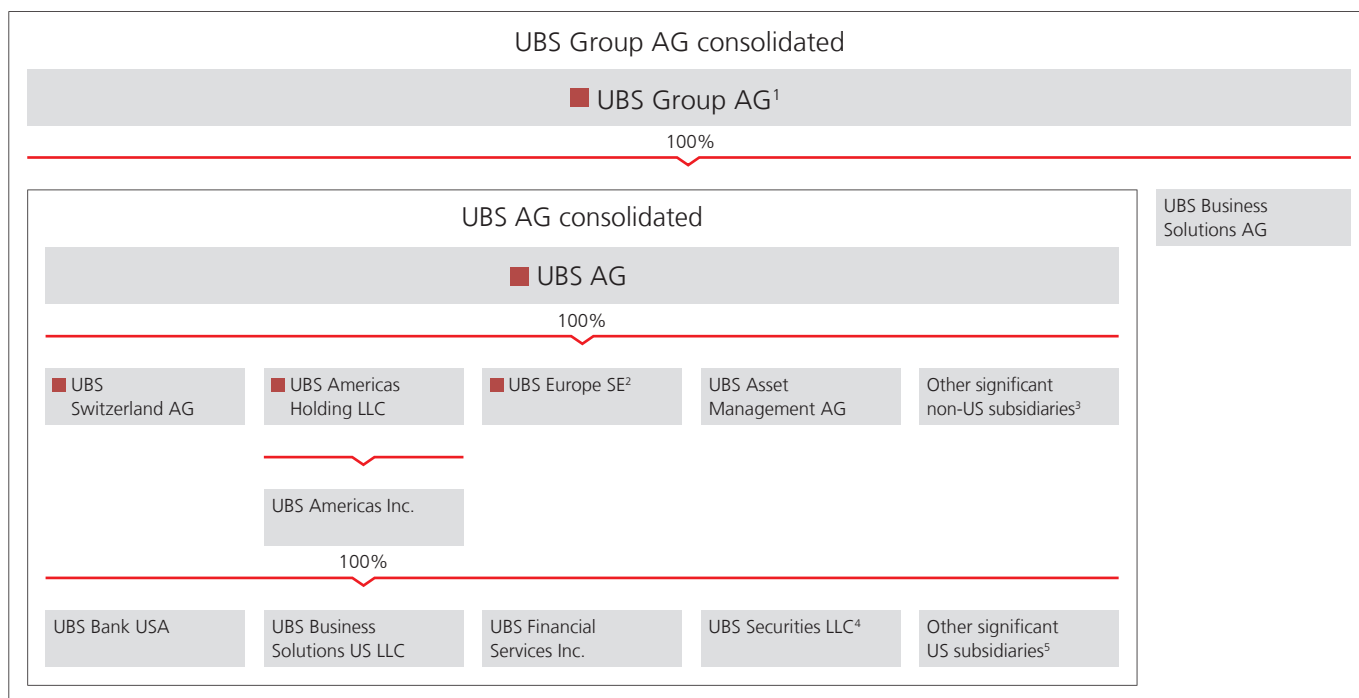 UBS Group AG consolidated
UBS Group AG¹
100%
UBS AG consolidated
UBS Business
Solutions AG
UBS AG
100%
UBS
Switzerland AG
UBS Americas
Holding LLC
UBS Europe SE²
UBS Asset
Management AG
Other significant
non-US subsidiaries³
UBS Americas Inc.
100%
UBS Bank USA
UBS Business
Solutions US LLC
UBS Financial
Services Inc.
UBS Securities LLC⁴
Other significant
US subsidiaries⁵